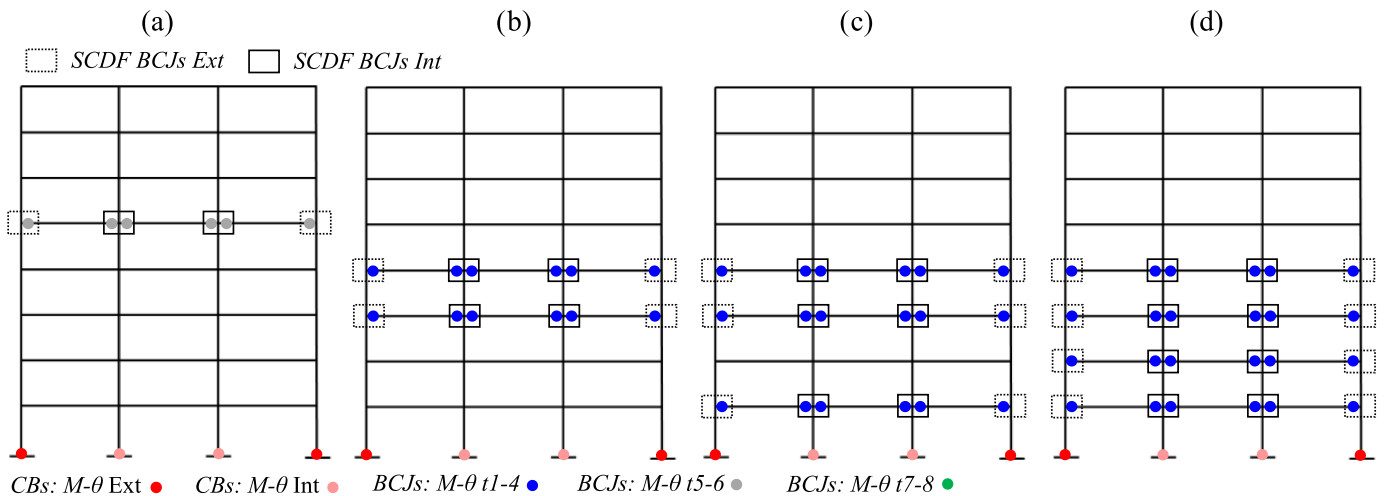 (a) (b) (c) (d)
SCDF BCJs Ext SCDF BCJs Int
CBs: M-θ Ext CBs: M-θ Int BCJs: M-θ t1-4 BCJs: M-θ t5-6 BCJs: M-θ t7-8